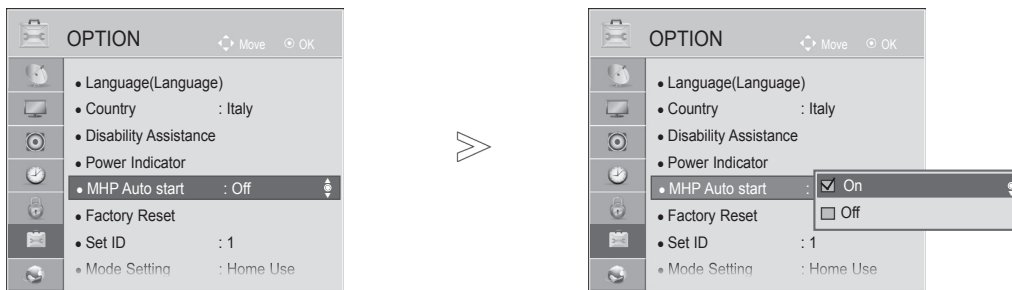 OPTION Move OK
• Language(Language)
• Country : Italy
• Disability Assistance
• Power Indicator
• MHP Auto start : Off
• Factory Reset
• Set ID : 1
• Mode Setting : Home Use
OPTION Move OK
• Language(Language)
• Country : Italy
• Disability Assistance
• Power Indicator
• MHP Auto start :
On
Off
• Factory Reset
• Set ID : 1
• Mode Setting : Home Use